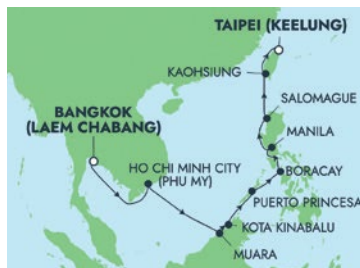 TAIPEI (KEELUNG)
KAOHSIUNG
SALOMAGUE
BANGKOK
(LAEM CHABANG)
MANILA
HO CHI MINH CITY
(PHU MY)
BORACAY
PUERTO PRINCESA
KOTA KINABALU
MUARA